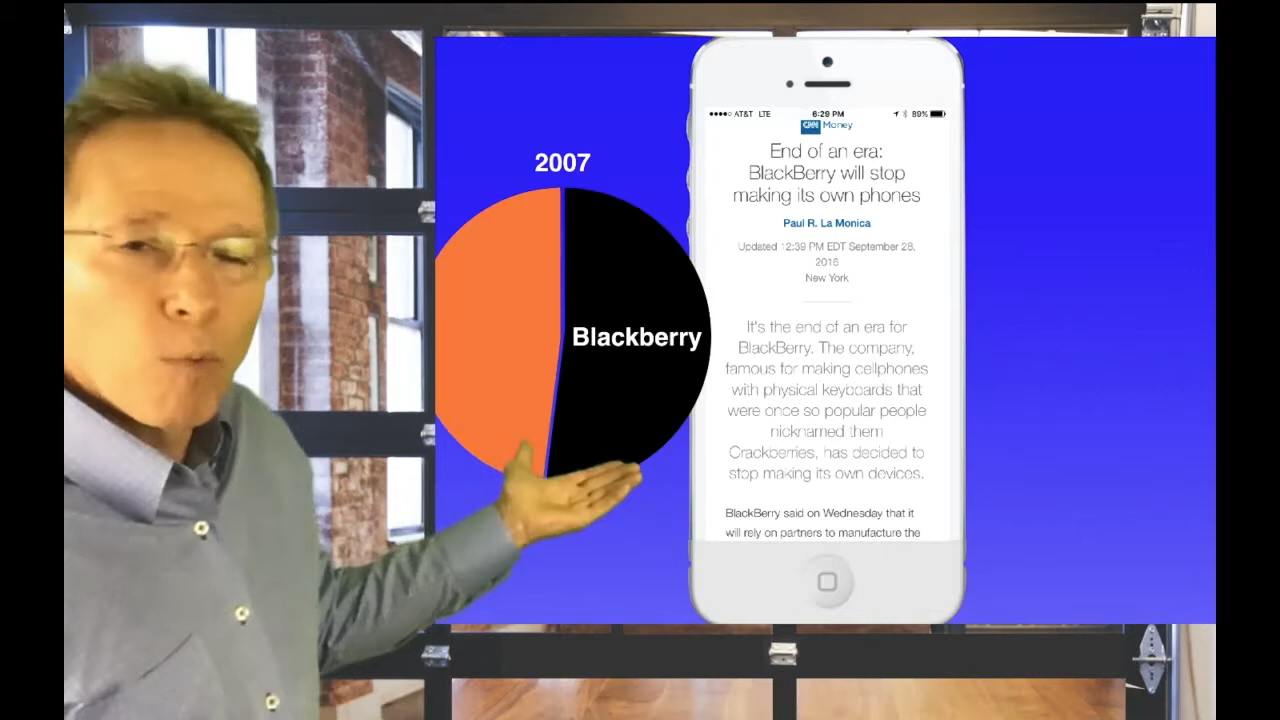 2007
Blackberry
AT&T LTE
6:29 PM
89%
CNN Money
End of an era:
BlackBerry will stop
making its own phones
Paul R. La Monica
Updated 12:39 PM EDT September 28,
2016
New York
It's the end of an era for
BlackBerry. The company,
famous for making cellphones
with physical keyboards that
were once so popular people
nicknamed them
Crackberries, has decided to
stop making its own devices.
BlackBerry said on Wednesday that it
will rely on partners to manufacture the